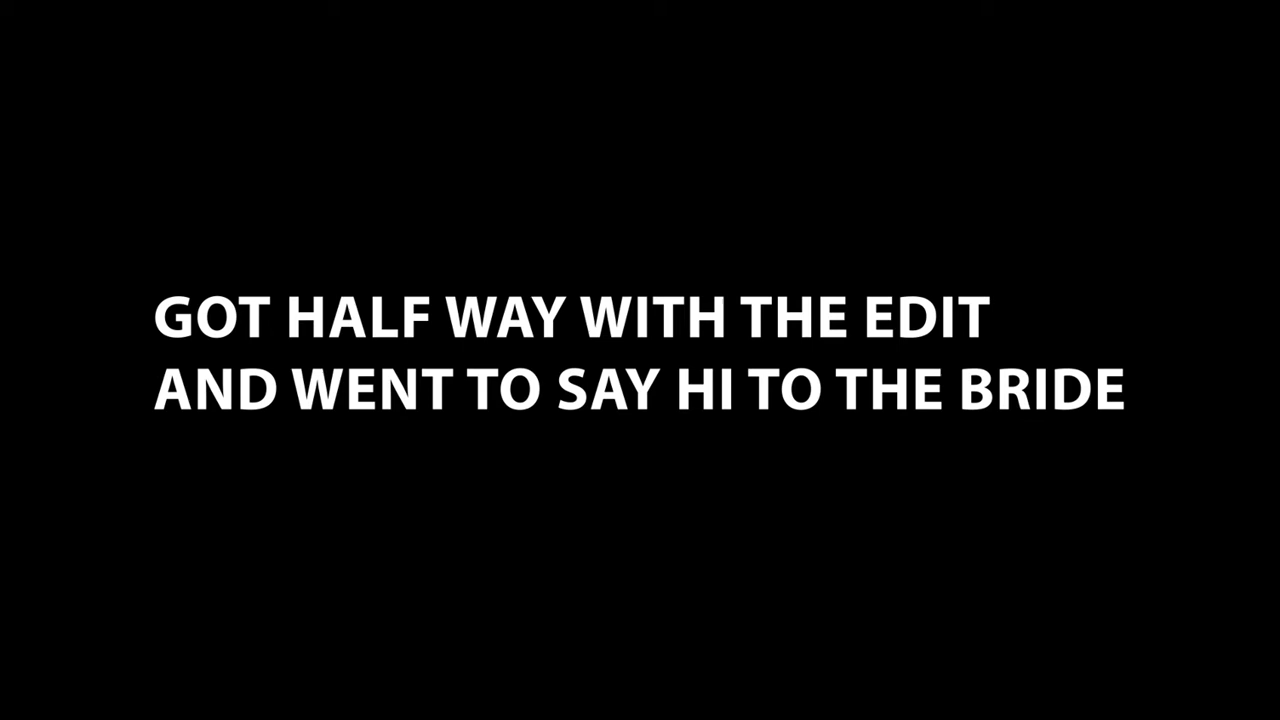 GOT HALF WAY WITH THE EDIT
AND WENT TO SAY HI TO THE BRIDE